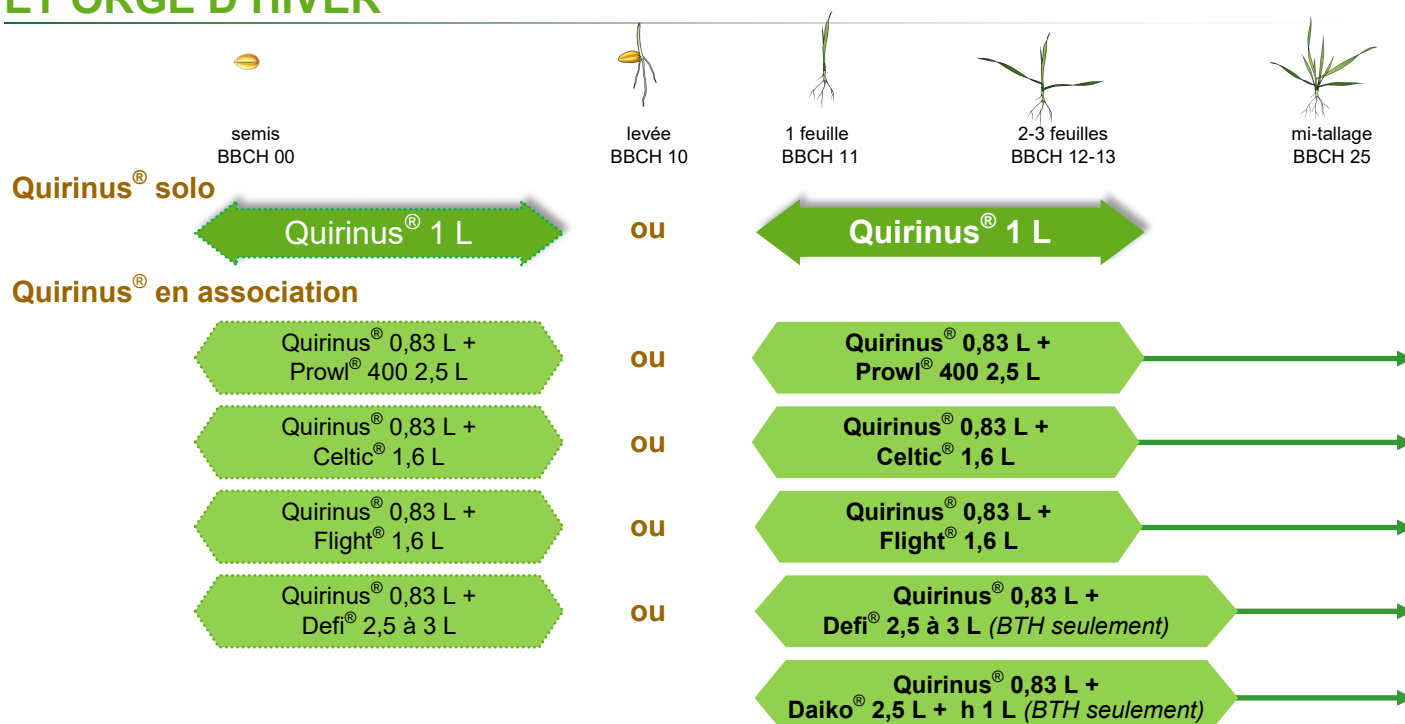 ET ORGE D'HIVER
semis
BBCH 00
levée
BBCH 10
1 feuille
BBCH 11
2-3 feuilles
BBCH 12-13
mi-tallage
BBCH 25
Quirinus® solo
Quirinus® 1 L
ou
Quirinus® 1 L
Quirinus® en association
Quirinus® 0,83 L +
Prowl® 400 2,5 L
ou
Quirinus® 0,83 L +
Prowl® 400 2,5 L
Quirinus® 0,83 L +
Celtic® 1,6 L
ou
Quirinus® 0,83 L +
Celtic® 1,6 L
Quirinus® 0,83 L +
Flight® 1,6 L
ou
Quirinus® 0,83 L +
Flight® 1,6 L
Quirinus® 0,83 L +
Defi® 2,5 à 3 L
ou
Quirinus® 0,83 L +
Defi® 2,5 à 3 L (BTH seulement)
Quirinus® 0,83 L +
Daiko® 2,5 L + h 1 L (BTH seulement)